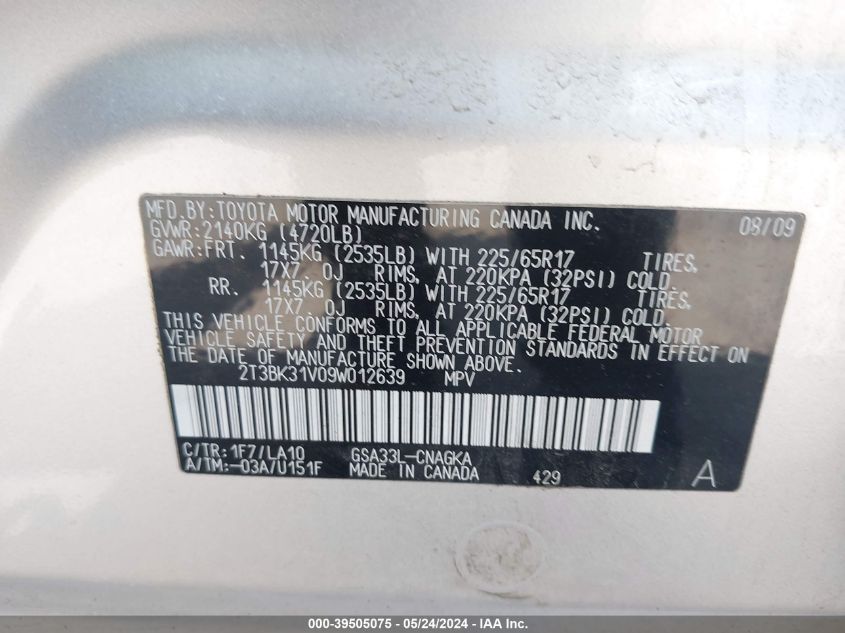 MFD. BY: TOYOTA MOTOR MANUFACTURING CANADA INC. 08/09
GVWR: 2140KG (4720LB)
GAWR: FRT. 1145KG (2535LB) WITH 225/65R17 TIRES,
17X7. 0J RIMS, AT 220KPA (32PSI) COLD.
RR. 1145KG (2535LB) WITH 225/65R17 TIRES,
17X7. 0J RIMS, AT 220KPA (32PSI) COLD.
THIS VEHICLE CONFORMS TO ALL APPLICABLE FEDERAL MOTOR
VEHICLE SAFETY AND THEFT PREVENTION STANDARDS IN EFFECT ON
THE DATE OF MANUFACTURE SHOWN ABOVE.
2T3BK31V09W012639 MPV
C/TR: 1F7/LA10 GSA33L-CNAGKA
A/TM: -03A/U151F MADE IN CANADA 429 A
000-39505075 - 05/24/2024 - IAA Inc.